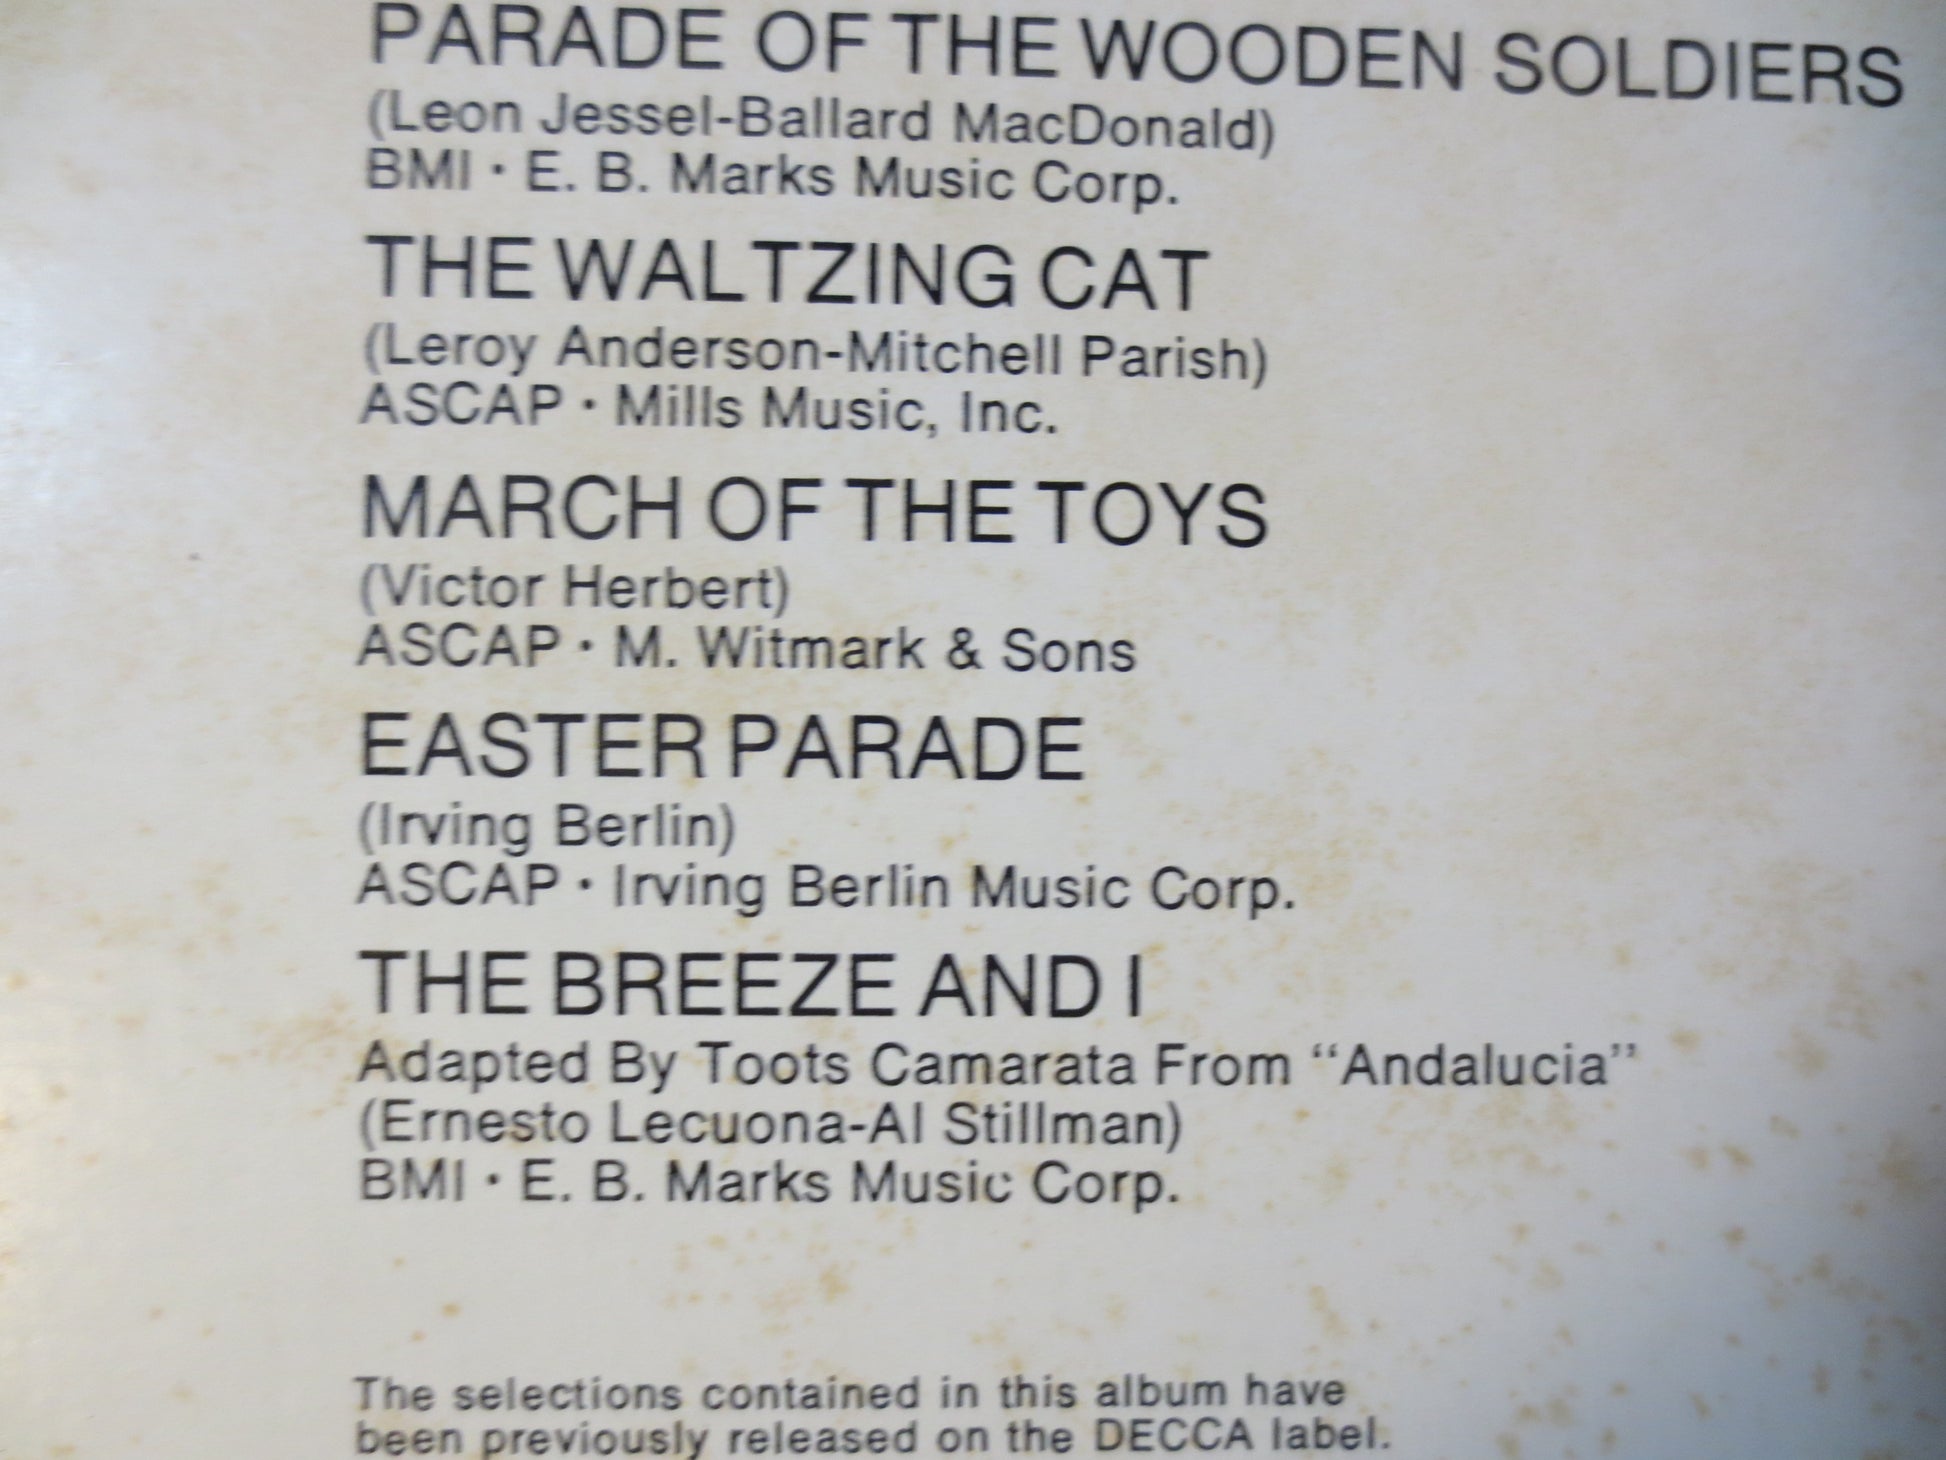 PARADE OF THE WOODEN SOLDIERS
(Leon Jessel-Ballard MacDonald)
BMI · E. B. Marks Music Corp.
THE WALTZING CAT
(Leroy Anderson-Mitchell Parish)
ASCAP · Mills Music, Inc.
MARCH OF THE TOYS
(Victor Herbert)
ASCAP · M. Witmark & Sons
EASTER PARADE
(Irving Berlin)
ASCAP · Irving Berlin Music Corp.
THE BREEZE AND I
Adapted By Toots Camarata From "Andalucia"
(Ernesto Lecuona-Al Stillman)
BMI · E. B. Marks Music Corp.
The selections contained in this album have
been previously released on the DECCA label.